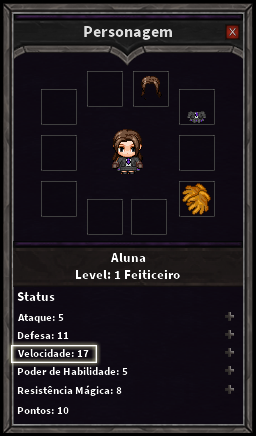 Personagem
X
Aluna
Level: 1 Feiticeiro
Status
Ataque: 5
Defesa: 11
Velocidade: 17
Poder de Habilidade: 5
Resistência Mágica: 8
Pontos: 10